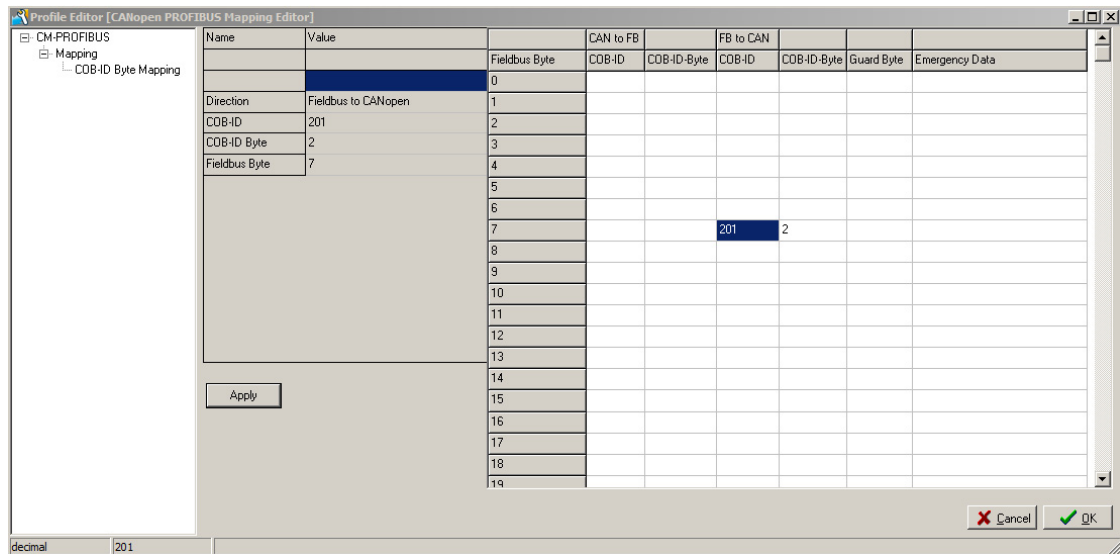 Profile Editor [CANopen PROFIBUS Mapping Editor]
CM-PROFIBUS
Mapping
COB-ID Byte Mapping
Name Value
Direction Fieldbus to CANopen
COB-ID 201
COB-ID Byte 2
Fieldbus Byte 7
Apply
CAN to FB FB to CAN
Fieldbus Byte COB-ID COB-ID-Byte COB-ID COB-ID-Byte Guard Byte Emergency Data
0
1
2
3
4
5
6
7 201 2
8
9
10
11
12
13
14
15
16
17
18
19
Cancel OK
decimal 201